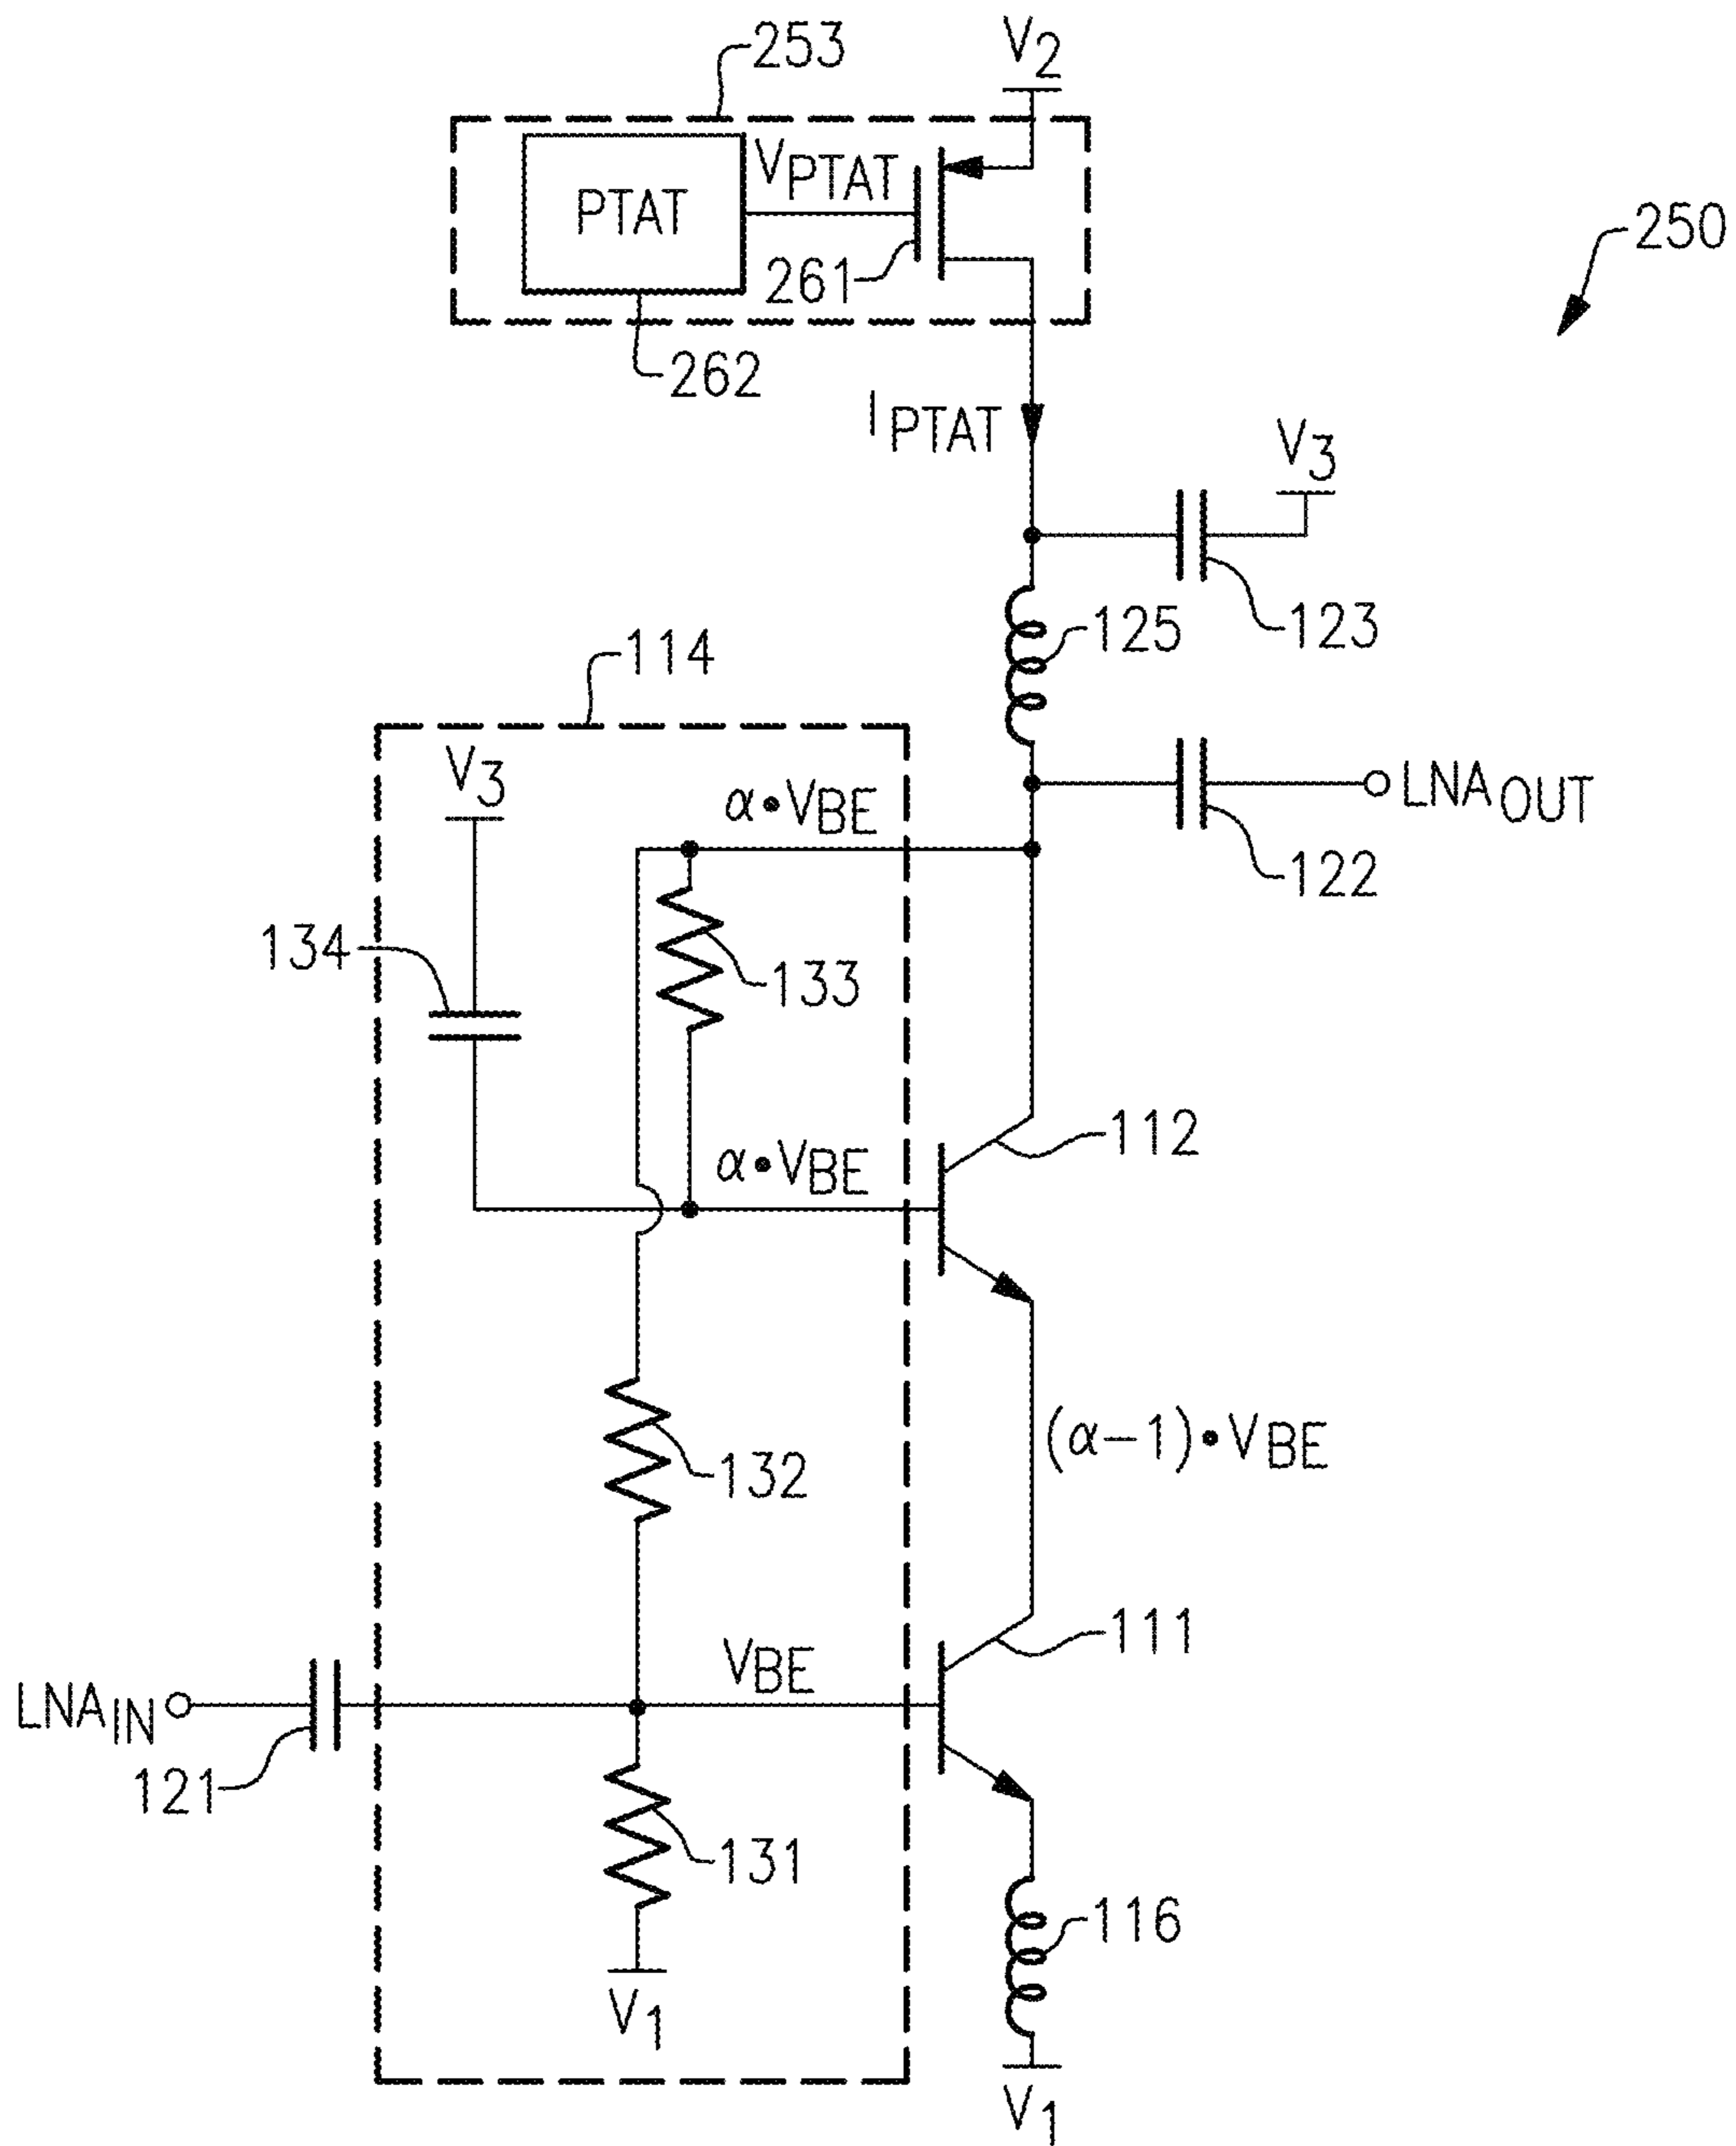 253
V2
PTAT
VPTAT
261
250
262
IPTAT
V3
125
123
114
V3
α•VBE
LNAOUT
122
134
133
α•VBE
112
132
(α-1)•VBE
VBE
111
LNAIN
121
131
116
V1
V1